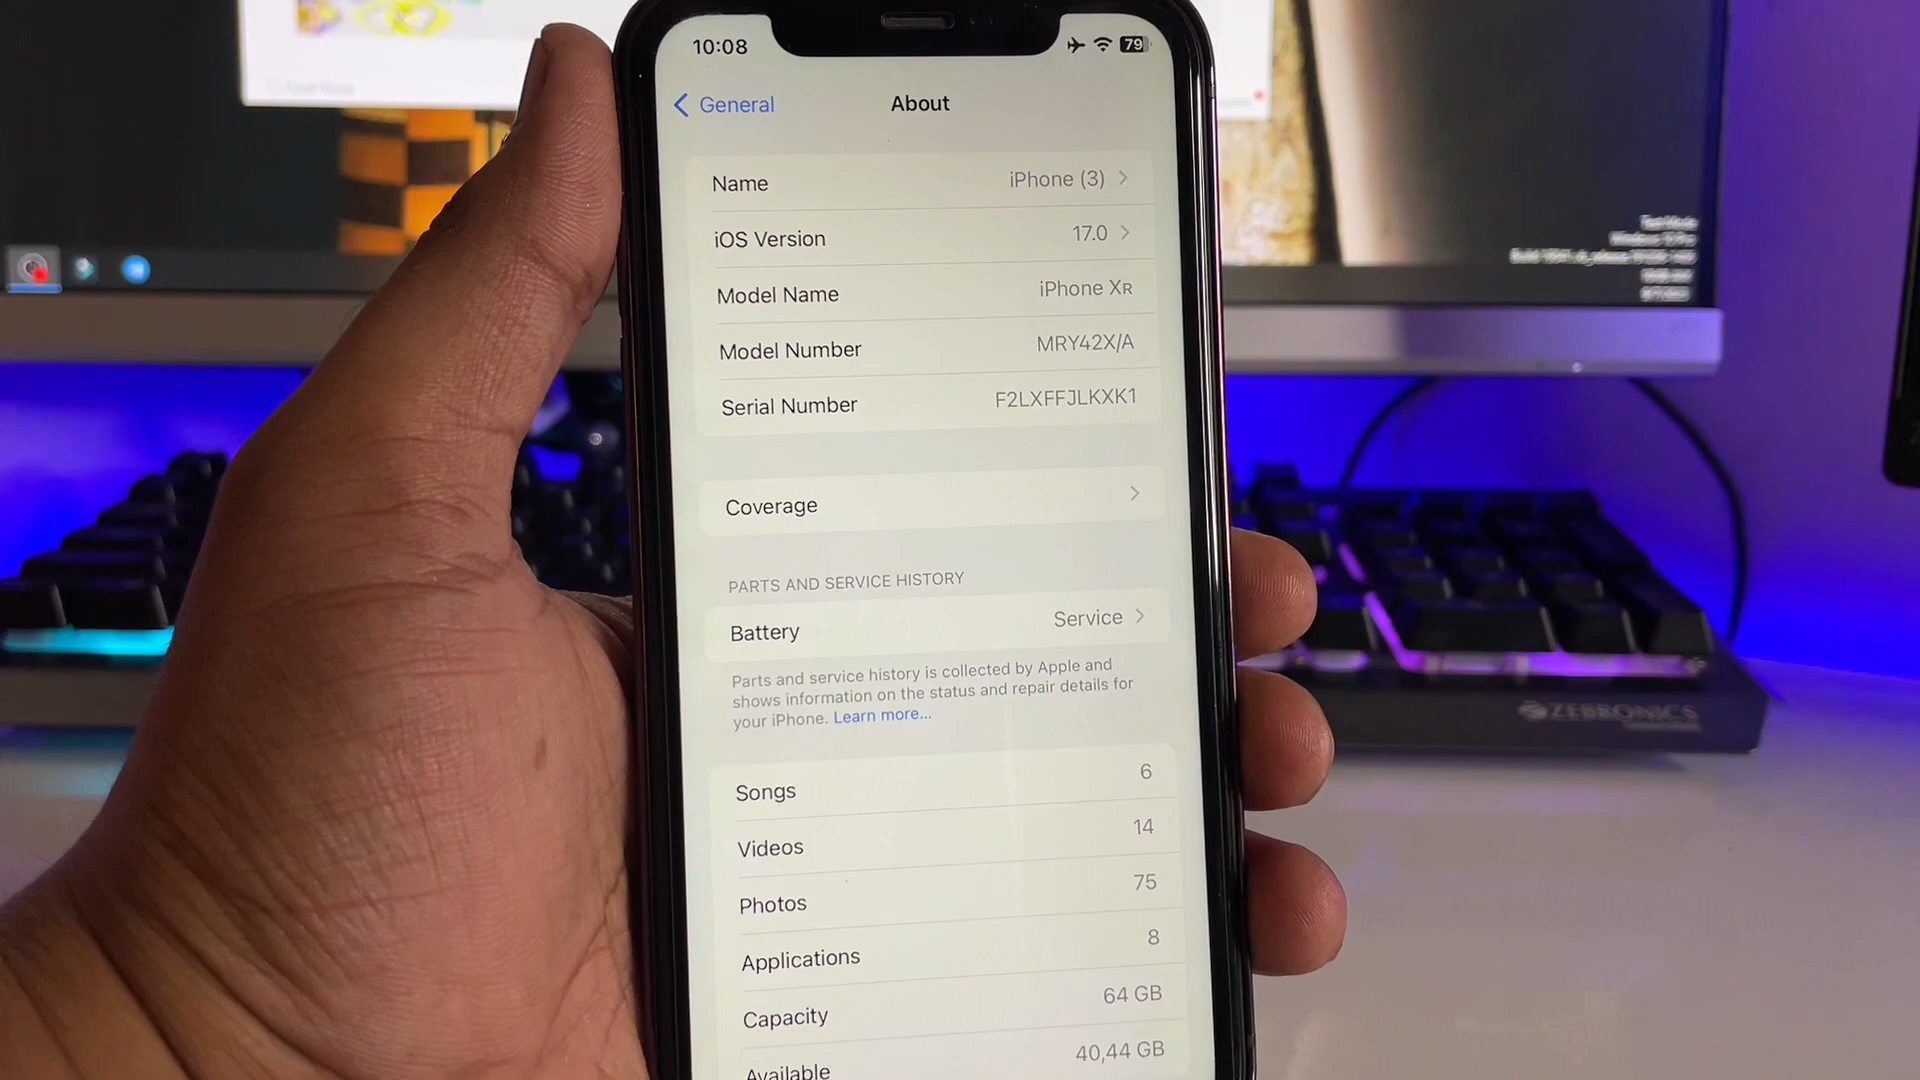 10:08
79
General
About
Name
iPhone (3)
iOS Version
17.0
Model Name
iPhone XR
Model Number
MRY42X/A
Serial Number
F2LXFFJLKXK1
Coverage
PARTS AND SERVICE HISTORY
Battery
Service
Parts and service history is collected by Apple and
shows information on the status and repair details for
your iPhone. Learn more...
Songs
6
Videos
14
Photos
75
Applications
8
Capacity
64 GB
Available
40,44 GB
Test Mode
ZEBRONICS